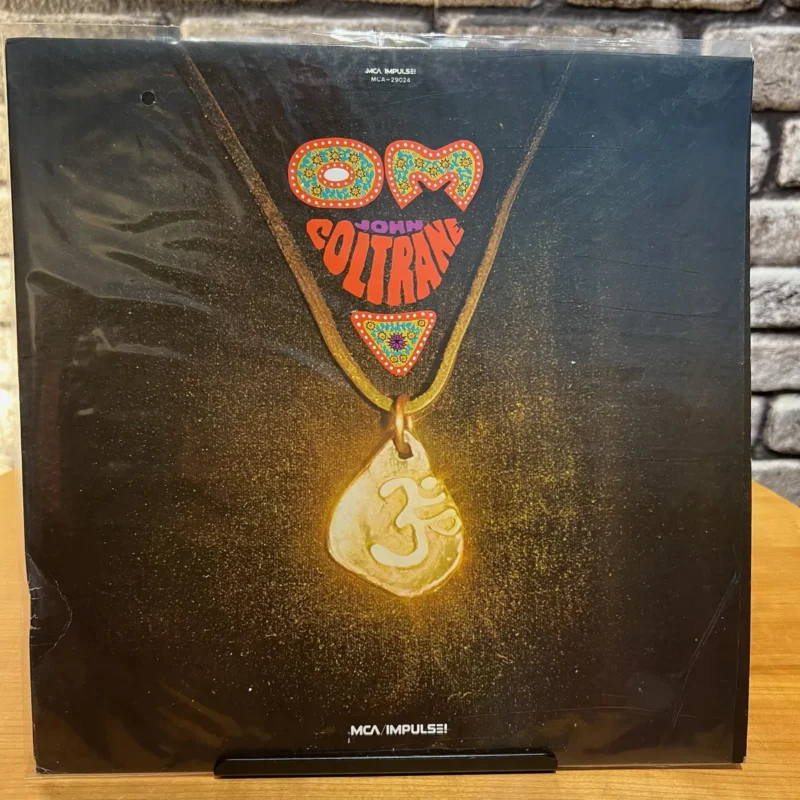 MCA IMPULSE!
MCA-29024
OM
JOHN
COLTRANE
ॐ
MCA/IMPULSE!